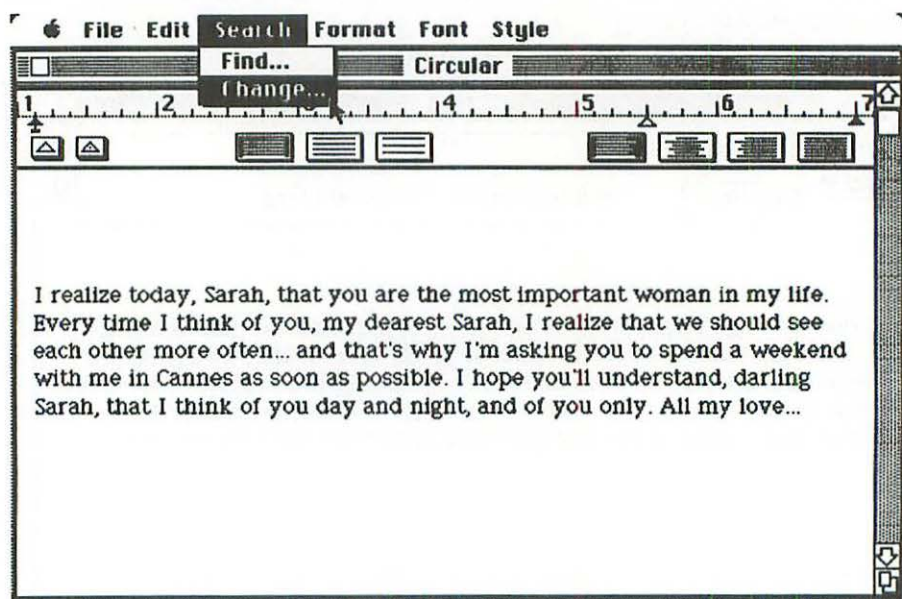 File Edit Search Format Font Style
Find...
Circular
Change...
1 2 3 4 5 6 7
I realize today, Sarah, that you are the most important woman in my life.
Every time I think of you, my dearest Sarah, I realize that we should see
each other more often... and that's why I'm asking you to spend a weekend
with me in Cannes as soon as possible. I hope you'll understand, darling
Sarah, that I think of you day and night, and of you only. All my love...